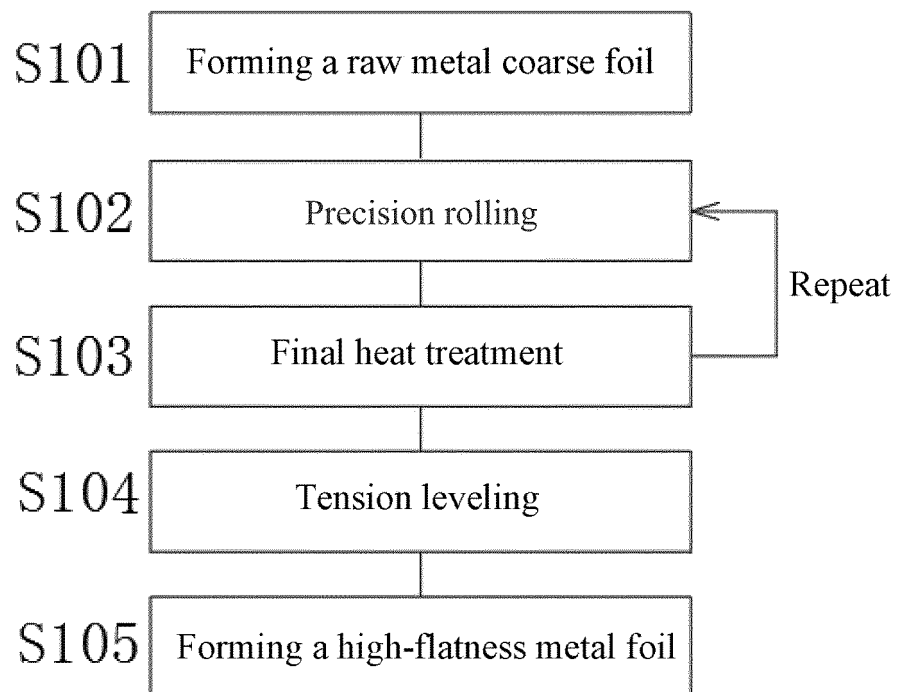 S101 Forming a raw metal coarse foil
S102 Precision rolling
Repeat
S103 Final heat treatment
S104 Tension leveling
S105 Forming a high-flatness metal foil